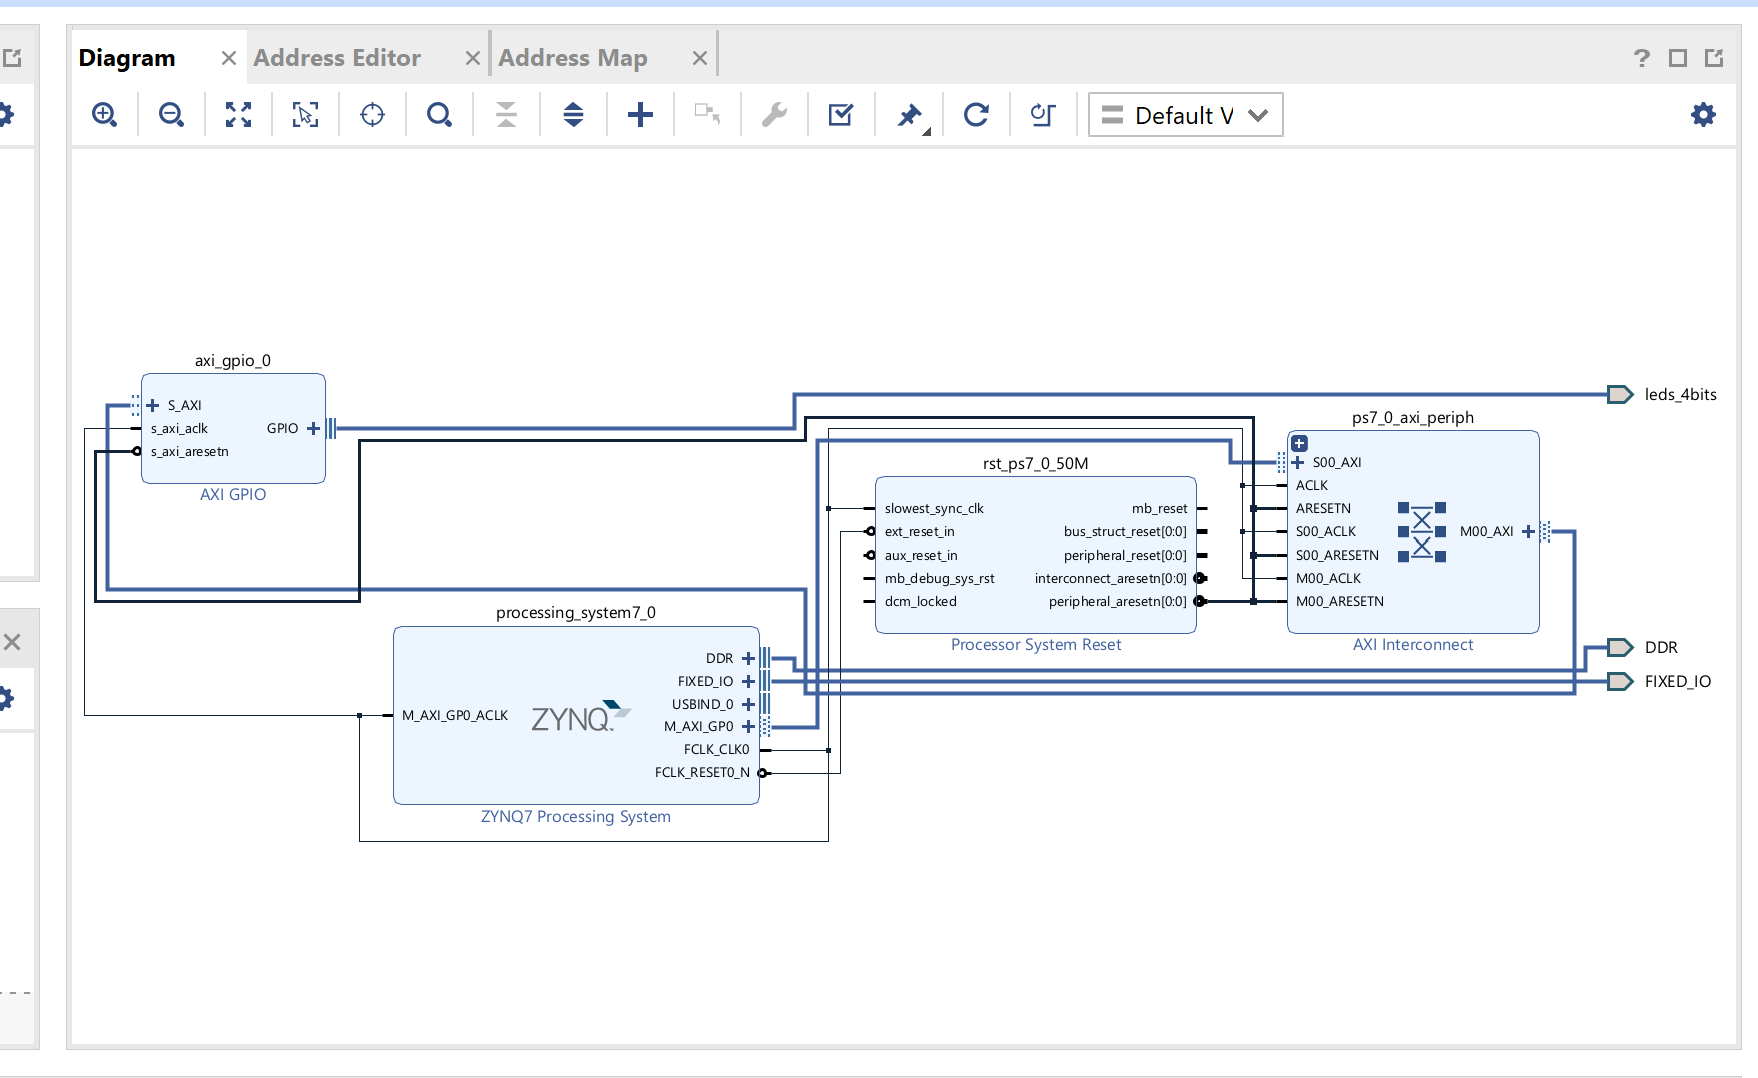 Diagram
Address Editor
Address Map
?
Default V
axi_gpio_0
S_AXI
s_axi_aclk
s_axi_aresetn
GPIO
AXI GPIO
leds_4bits
ps7_0_axi_periph
S00_AXI
ACLK
ARESETN
S00_ACLK
S00_ARESETN
M00_ACLK
M00_ARESETN
M00_AXI
AXI Interconnect
rst_ps7_0_50M
slowest_sync_clk
ext_reset_in
aux_reset_in
mb_debug_sys_rst
dcm_locked
mb_reset
bus_struct_reset[0:0]
peripheral_reset[0:0]
interconnect_aresetn[0:0]
peripheral_aresetn[0:0]
Processor System Reset
processing_system7_0
M_AXI_GP0_ACLK
ZYNQ
DDR
FIXED_IO
USBIND_0
M_AXI_GP0
FCLK_CLK0
FCLK_RESET0_N
ZYNQ7 Processing System
DDR
FIXED_IO